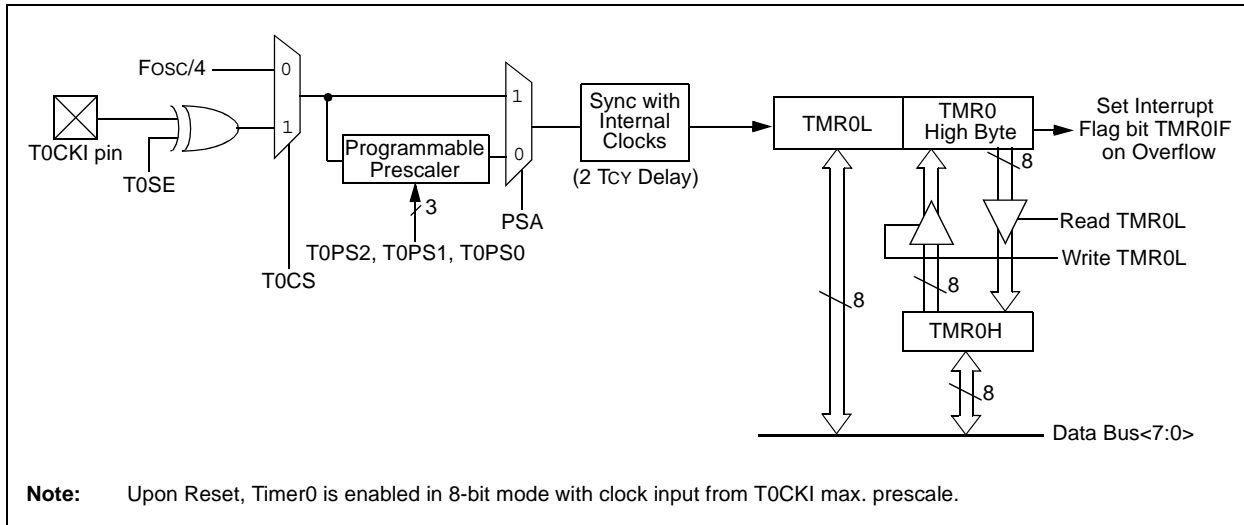 FOSC/4
0
1
T0CKI pin
T0SE
T0CS
Programmable
Prescaler
3
T0PS2, T0PS1, T0PS0
1
0
PSA
Sync with
Internal
Clocks
(2 TCY Delay)
TMR0L
TMR0
High Byte
Set Interrupt
Flag bit TMR0IF
on Overflow
8
Read TMR0L
Write TMR0L
8
8
TMR0H
8
Data Bus<7:0>
Note: Upon Reset, Timer0 is enabled in 8-bit mode with clock input from T0CKI max. prescale.